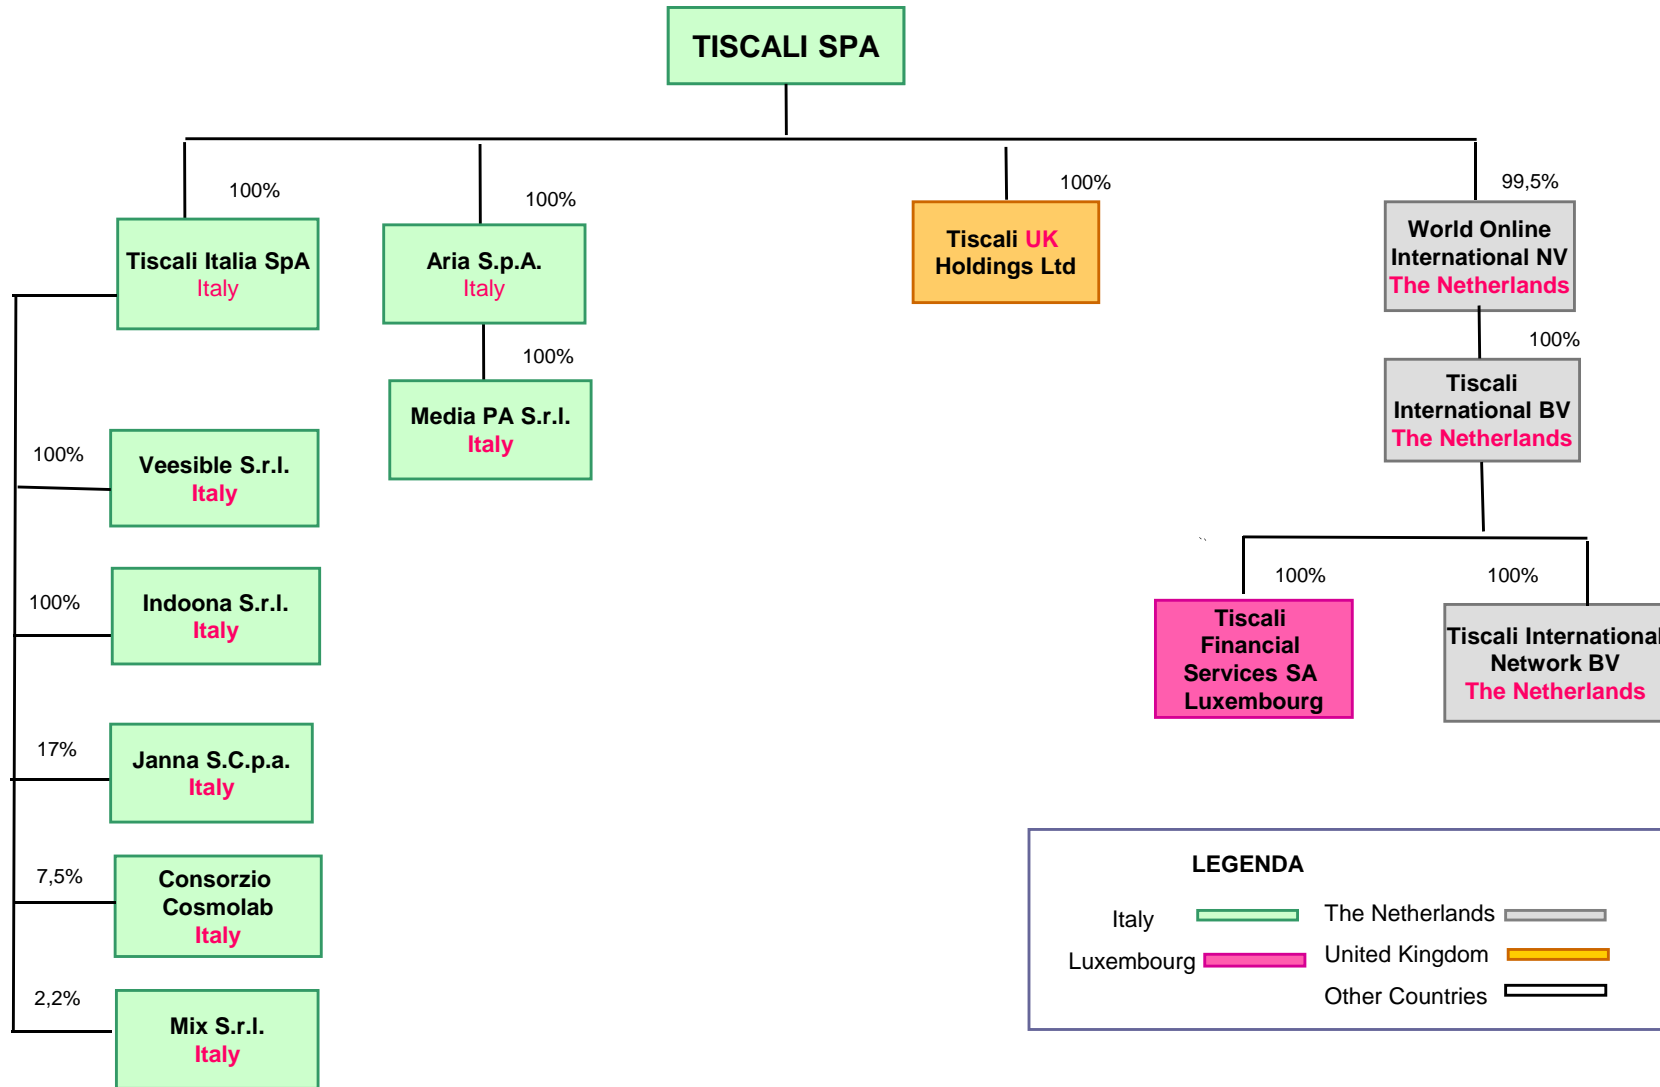 TISCALI SPA
100%
100%
100%
99,5%
Tiscali Italia SpA
Italy
Aria S.p.A.
Italy
Tiscali UK
Holdings Ltd
World Online
International NV
The Netherlands
100%
100%
Media PA S.r.l.
Italy
Tiscali
International BV
The Netherlands
100%
Veesible S.r.l.
Italy
100%
100%
Tiscali
Financial
Services SA
Luxembourg
Tiscali International
Network BV
The Netherlands
100%
Indoona S.r.l.
Italy
17%
Janna S.C.p.a.
Italy
7,5%
Consorzio
Cosmolab
Italy
2,2%
Mix S.r.l.
Italy
LEGENDA
Italy
The Netherlands
Luxembourg
United Kingdom
Other Countries